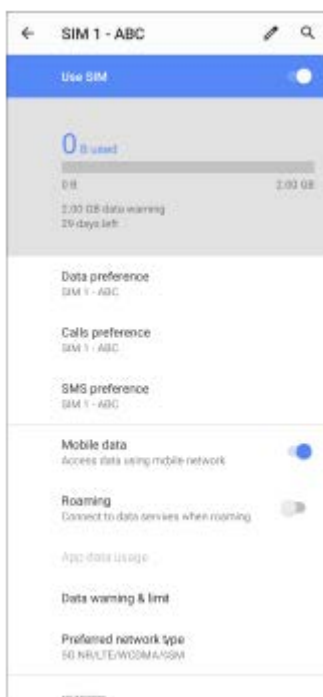 SIM 1 - ABC
Use SIM
0 B used
0 B 2.00 GB
2.00 GB data warning
29 days left
Data preference
SIM 1 - ABC
Calls preference
SIM 1 - ABC
SMS preference
SIM 1 - ABC
Mobile data
Access data using mobile network
Roaming
Connect to data services when roaming
App data usage
Data warning & limit
Preferred network type
5G NR/LTE/WCDMA/GSM